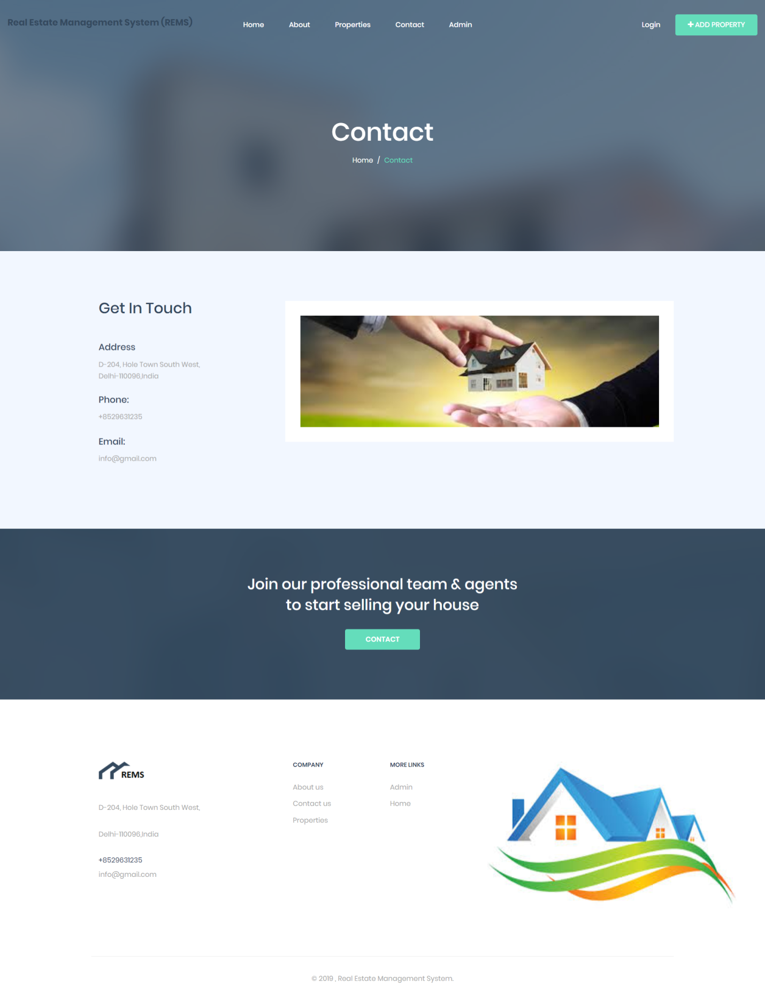 Real Estate Management System (REMS)
Home
About
Properties
Contact
Admin
Login
ADD PROPERTY
Contact
Home / Contact
Get In Touch
Address
D-204, Hole Town South West,
Delhi-110096,India
Phone:
+8529631235
Email:
info@gmail.com
Join our professional team & agents
to start selling your house
CONTACT
REMS
D-204, Hole Town South West,
Delhi-110096,India
+8529631235
info@gmail.com
COMPANY
About us
Contact us
Properties
MORE LINKS
Admin
Home
© 2019 , Real Estate Management System.